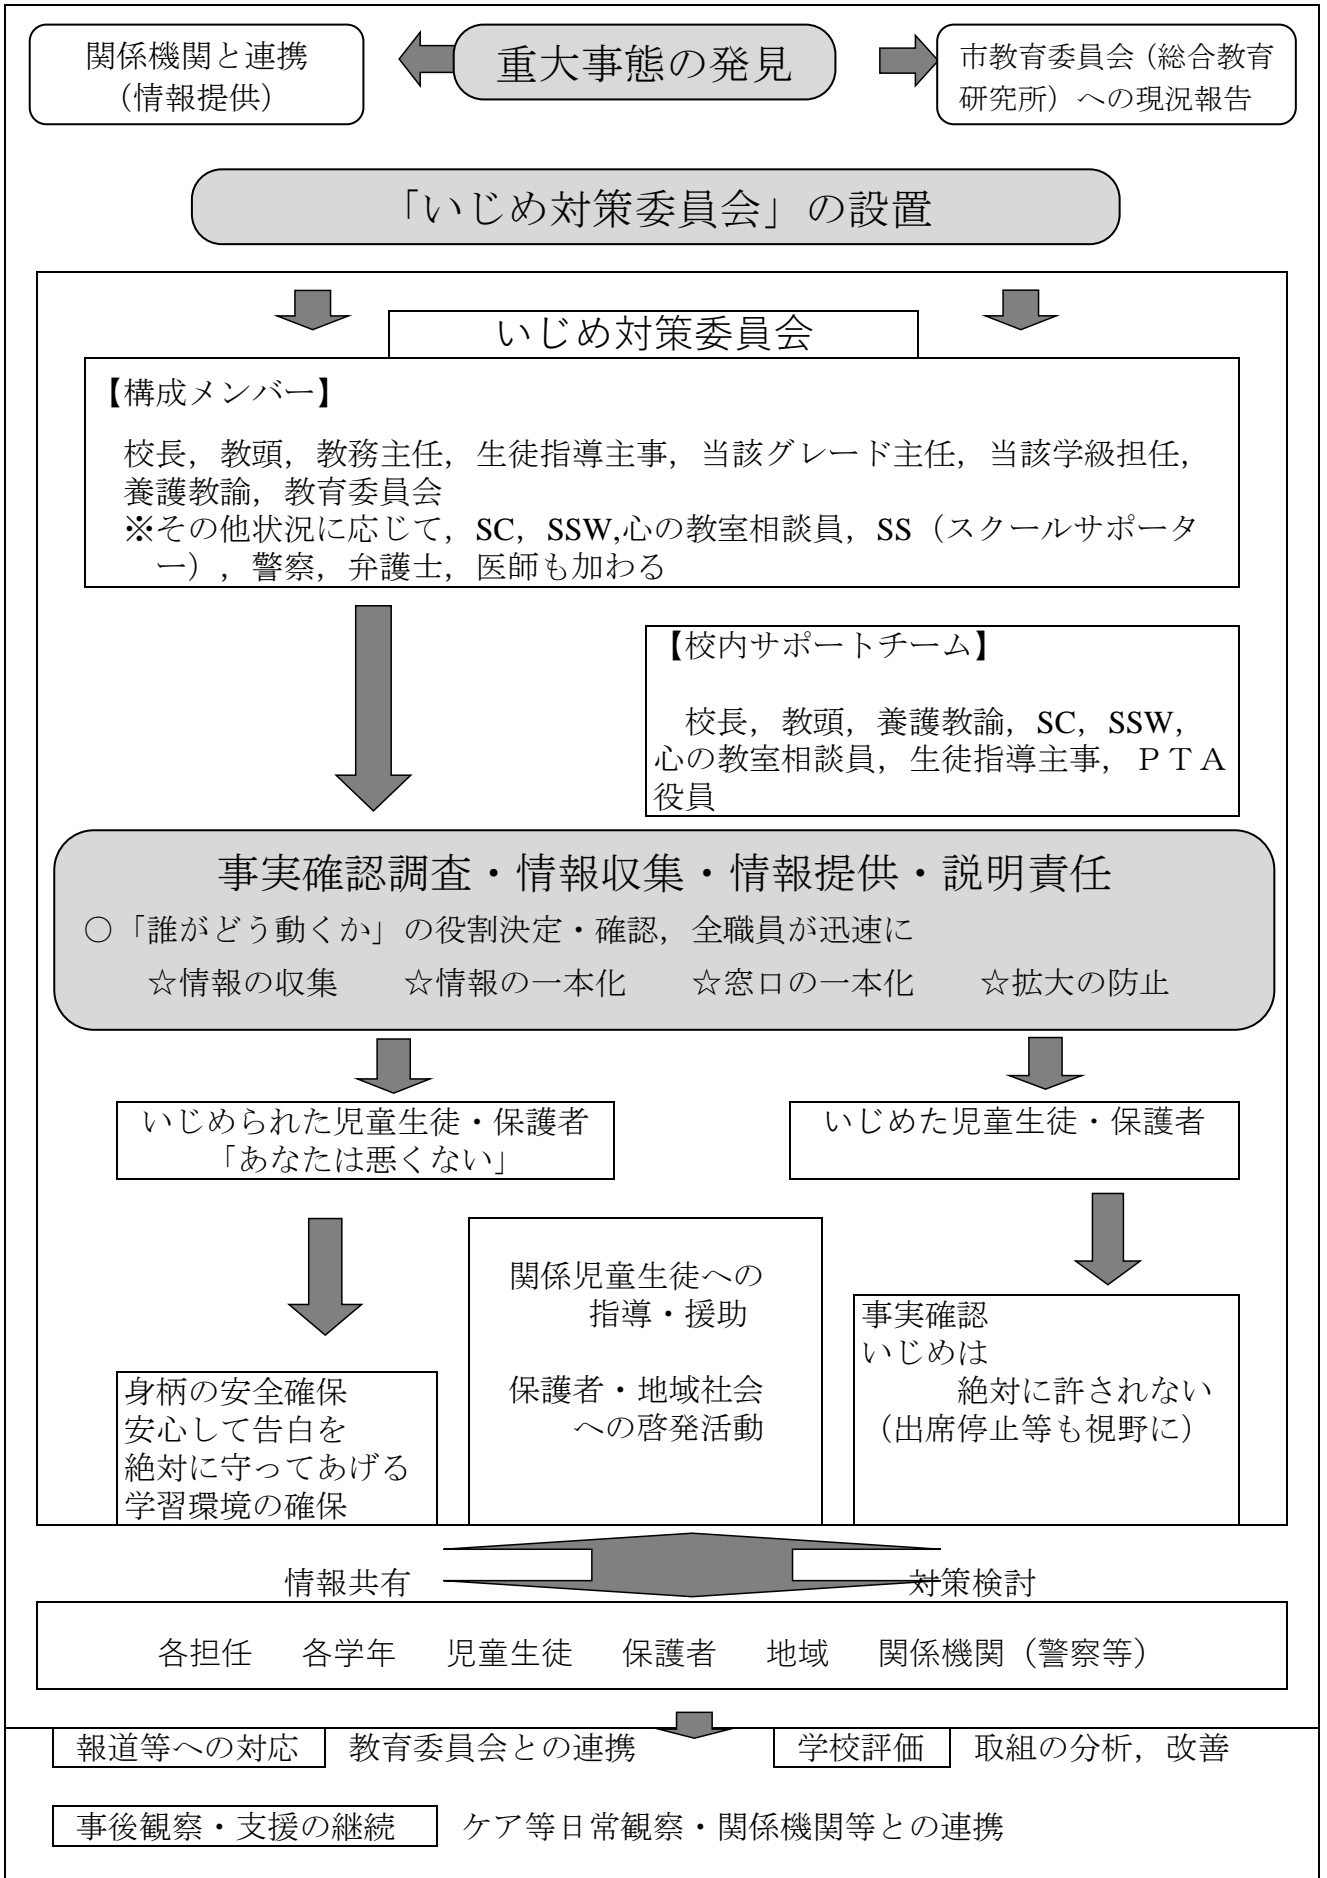 関係機関と連携
（情報提供）
重大事態の発見
市教育委員会（総合教育
研究所）への現況報告
「いじめ対策委員会」の設置
いじめ対策委員会
【構成メンバー】
校長，教頭，教務主任，生徒指導主事，当該グレード主任，当該学級担任，
養護教諭，教育委員会
※その他状況に応じて，SC，SSW,心の教室相談員，SS（スクールサポータ
ー），警察，弁護士，医師も加わる
【校内サポートチーム】
校長，教頭，養護教諭，SC，SSW，
心の教室相談員，生徒指導主事，ＰＴＡ
役員
事実確認調査・情報収集・情報提供・説明責任
○「誰がどう動くか」の役割決定・確認，全職員が迅速に
☆情報の収集　　☆情報の一本化　　☆窓口の一本化　　☆拡大の防止
いじめられた児童生徒・保護者
「あなたは悪くない」
いじめた児童生徒・保護者
身柄の安全確保
安心して告白を
絶対に守ってあげる
学習環境の確保
関係児童生徒への
指導・援助
保護者・地域社会
への啓発活動
事実確認
いじめは
絶対に許されない
（出席停止等も視野に）
情報共有
対策検討
各担任　各学年　児童生徒　保護者　地域　関係機関（警察等）
報道等への対応　教育委員会との連携
学校評価　取組の分析，改善
事後観察・支援の継続　ケア等日常観察・関係機関等との連携